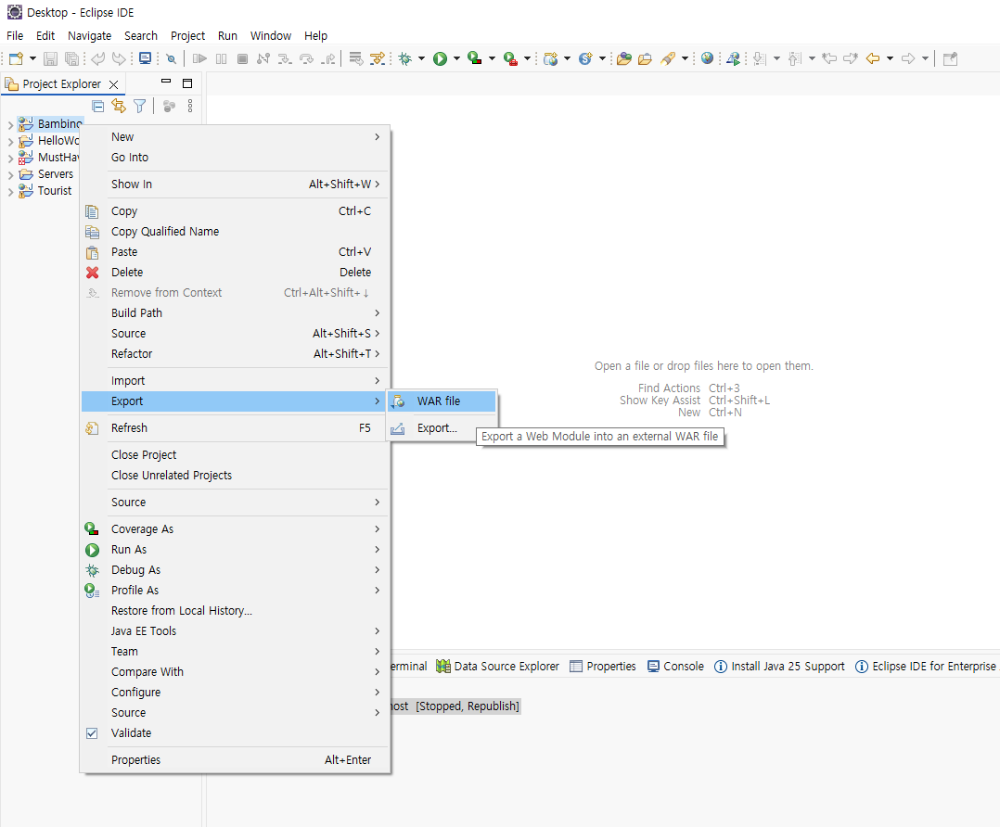 Desktop - Eclipse IDE
File Edit Navigate Search Project Run Window Help
Project Explorer
Bambino
HelloWo
MustHav
Servers
Tourist
New
Go Into
Show In Alt+Shift+W
Copy Ctrl+C
Copy Qualified Name
Paste Ctrl+V
Delete Delete
Remove from Context Ctrl+Alt+Shift+↓
Build Path
Source Alt+Shift+S
Refactor Alt+Shift+T
Import
Export
Refresh F5
Close Project
Close Unrelated Projects
Source
Coverage As
Run As
Debug As
Profile As
Restore from Local History...
Java EE Tools
Team
Compare With
Configure
Source
Validate
Properties Alt+Enter
WAR file
Export...
Export a Web Module into an external WAR file
Open a file or drop files here to open them.
Find Actions Ctrl+3
Show Key Assist Ctrl+Shift+L
New Ctrl+N
erminal Data Source Explorer Properties Console Install Java 25 Support Eclipse IDE for Enterprise
host [Stopped, Republish]